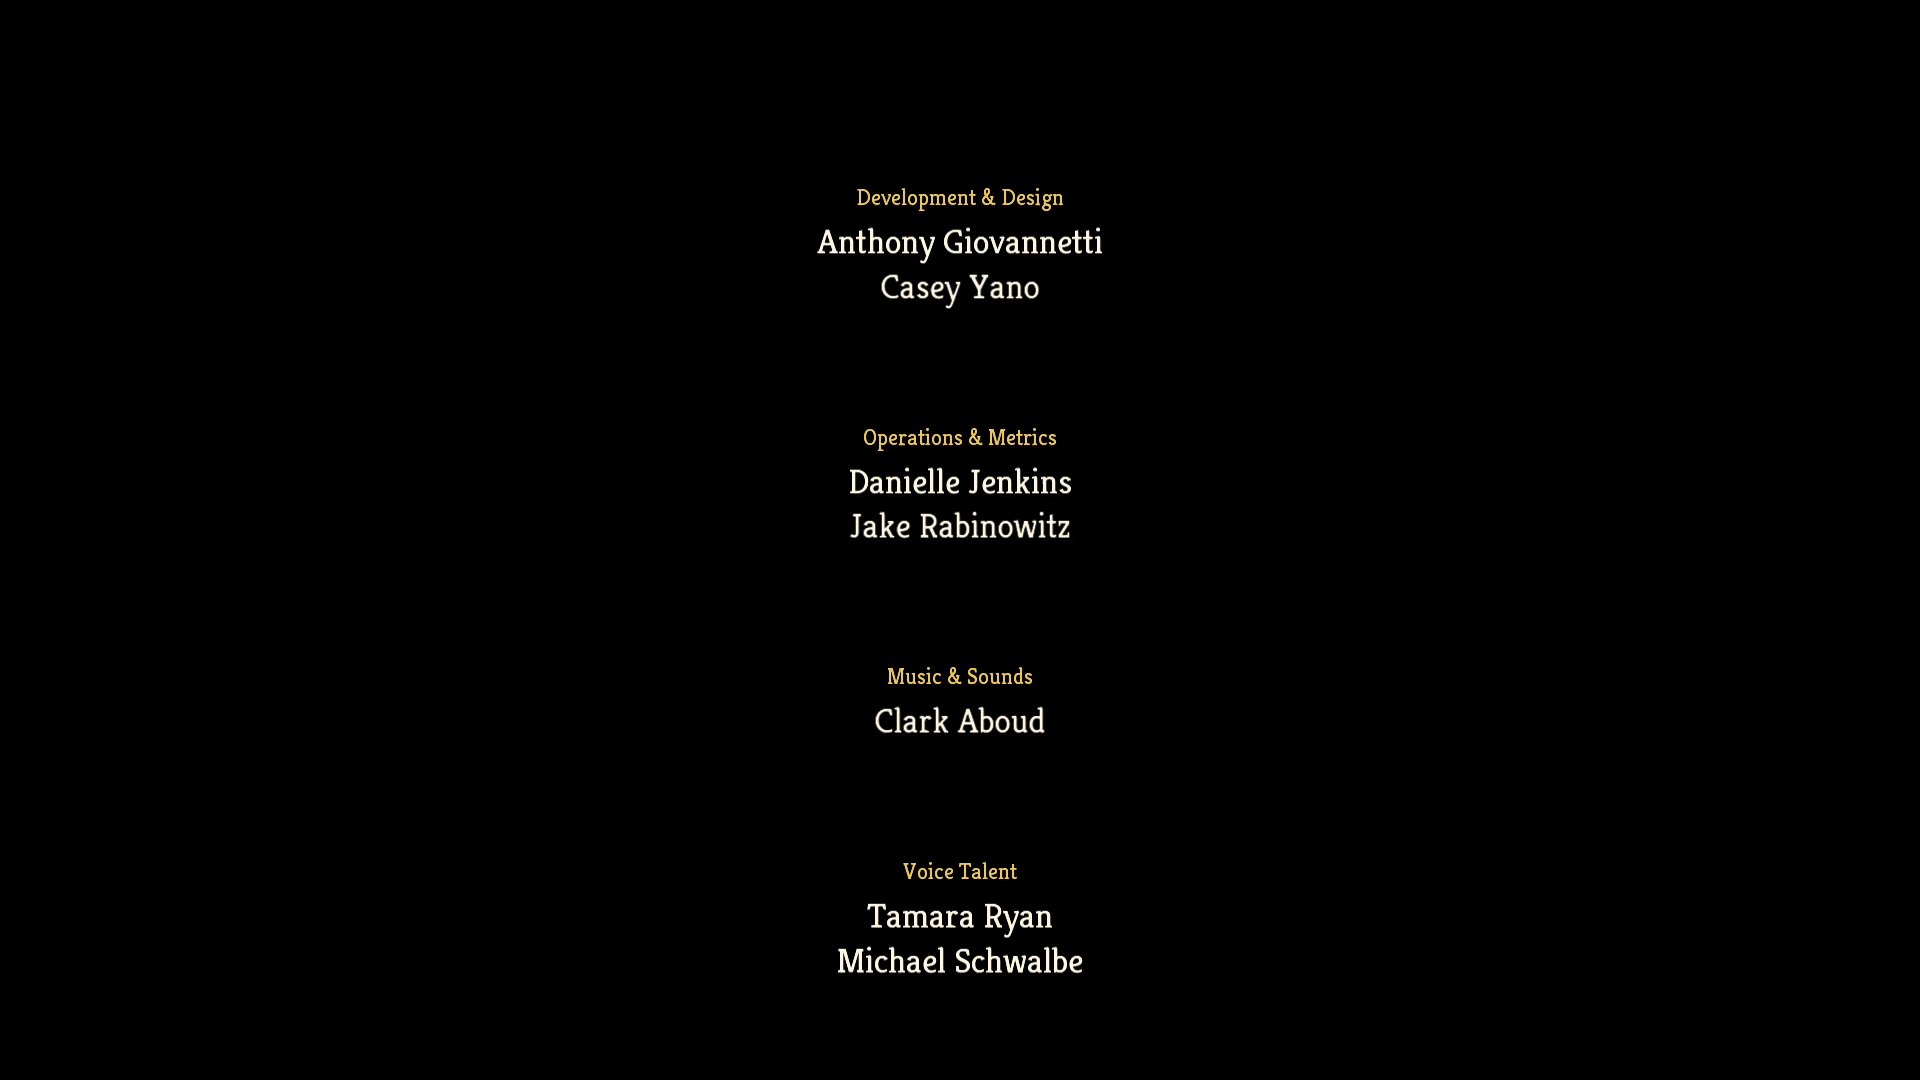 Development & Design
Anthony Giovannetti
Casey Yano
Operations & Metrics
Danielle Jenkins
Jake Rabinowitz
Music & Sounds
Clark Aboud
Voice Talent
Tamara Ryan
Michael Schwalbe